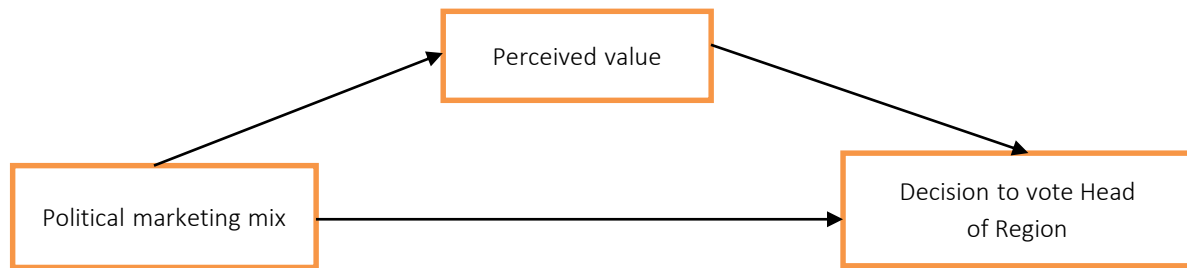 Perceived value
Political marketing mix
Decision to vote Head
of Region